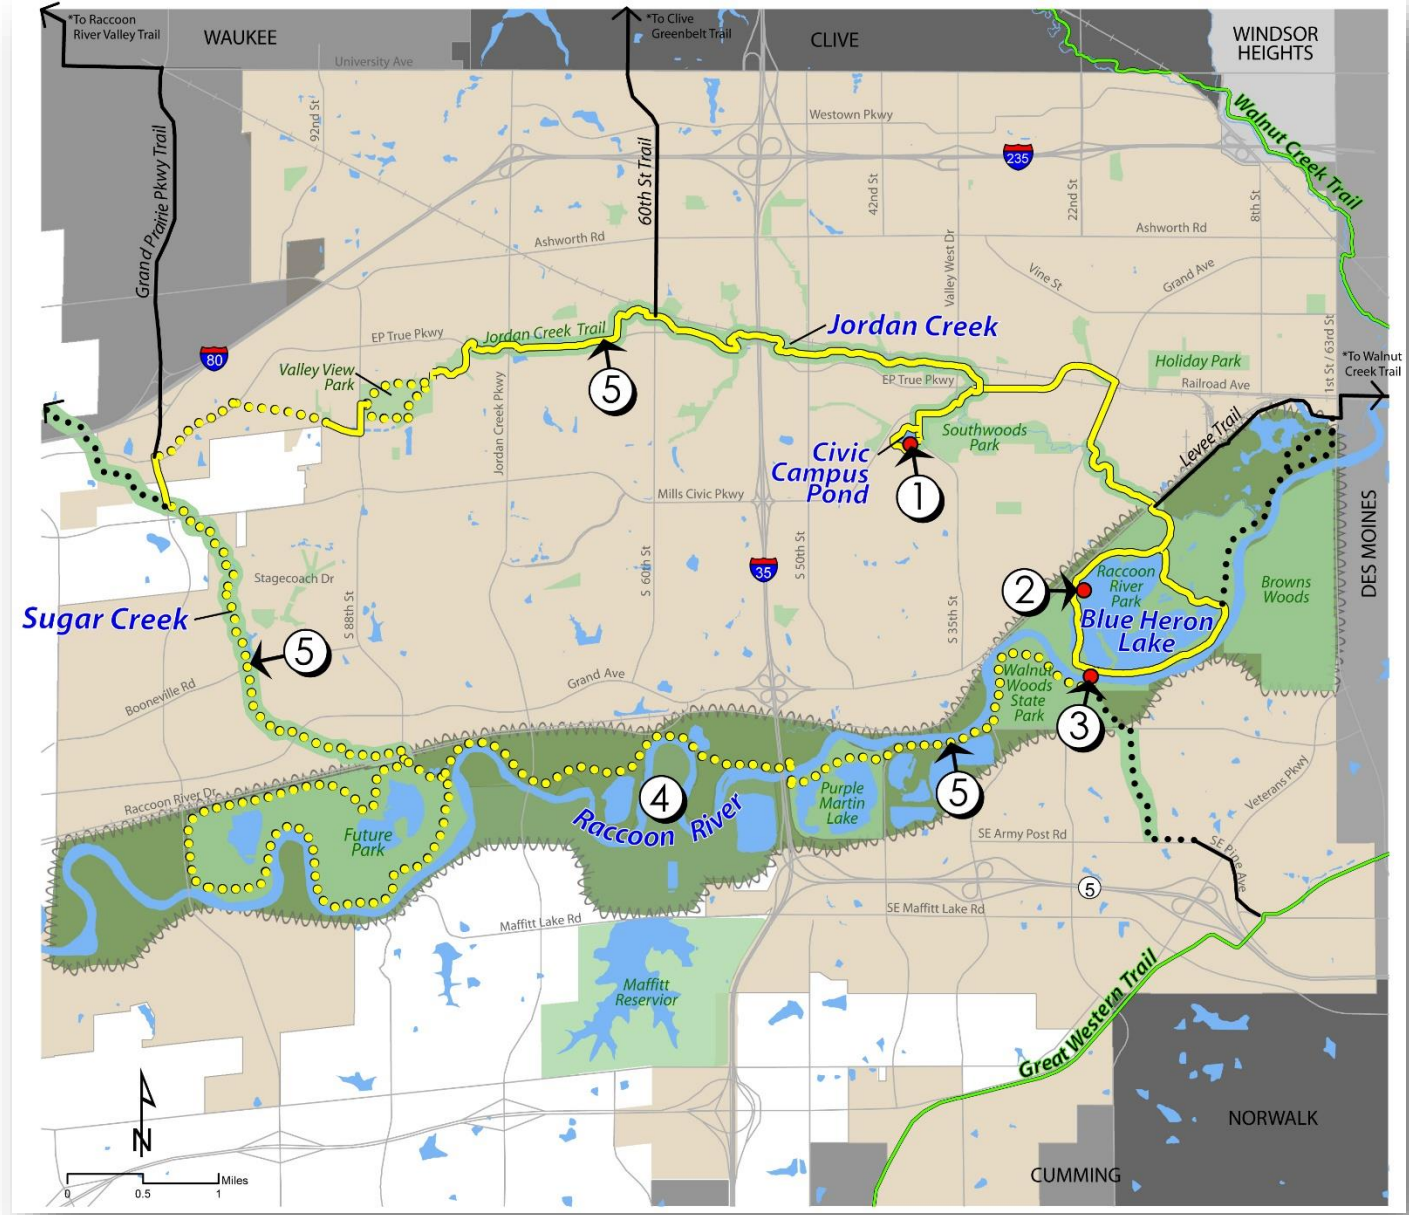 *To Raccoon
River Valley Trail
WAUKEE
*To Clive
Greenbelt Trail
CLIVE
WINDSOR
HEIGHTS
University Ave
92nd St
Westown Pkwy
Walnut Creek Trail
235
Grand Prairie Pkwy Trail
60th St Trail
42nd St
22nd St
8th St
Ashworth Rd
Ashworth Rd
Valley West Dr
Vine St
Grand Ave
Jordan Creek
EP True Pkwy
Jordan Creek Trail
80
1st St / 63rd St
*To Walnut
Creek Trail
Valley View
Park
Holiday Park
5
EP True Pkwy
Railroad Ave
Jordan Creek Pkwy
Levee Trail
Southwoods
Park
Civic
Campus
Pond
1
Mills Civic Pkwy
DES MOINES
S 60th St
35
S 50th St
Stagecoach Dr
Raccoon
River
Park
Browns
Woods
2
Sugar Creek
S 88th St
S 35th St
Blue Heron
Lake
5
Grand Ave
Booneville Rd
Walnut
Woods
State
Park
3
Raccoon River Dr
4
Raccoon River
Purple
Martin
Lake
5
Veterans Pkwy
Future
Park
SE Army Post Rd
SE Pine Ave
5
SE Maffitt Lake Rd
Maffitt Lake Rd
Maffitt
Reservior
Great Western Trail
N
NORWALK
CUMMING
Miles
0 0.5 1